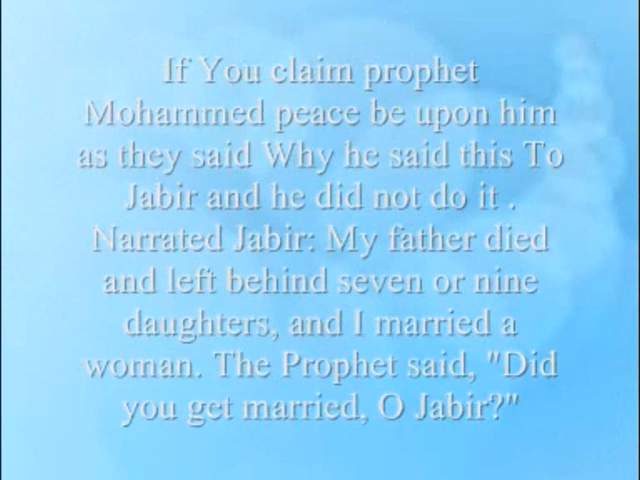 If You claim prophet
Mohammed peace be upon him
as they said Why he said this To
Jabir and he did not do it .
Narrated Jabir: My father died
and left behind seven or nine
daughters, and I married a
woman. The Prophet said, "Did
you get married, O Jabir?"